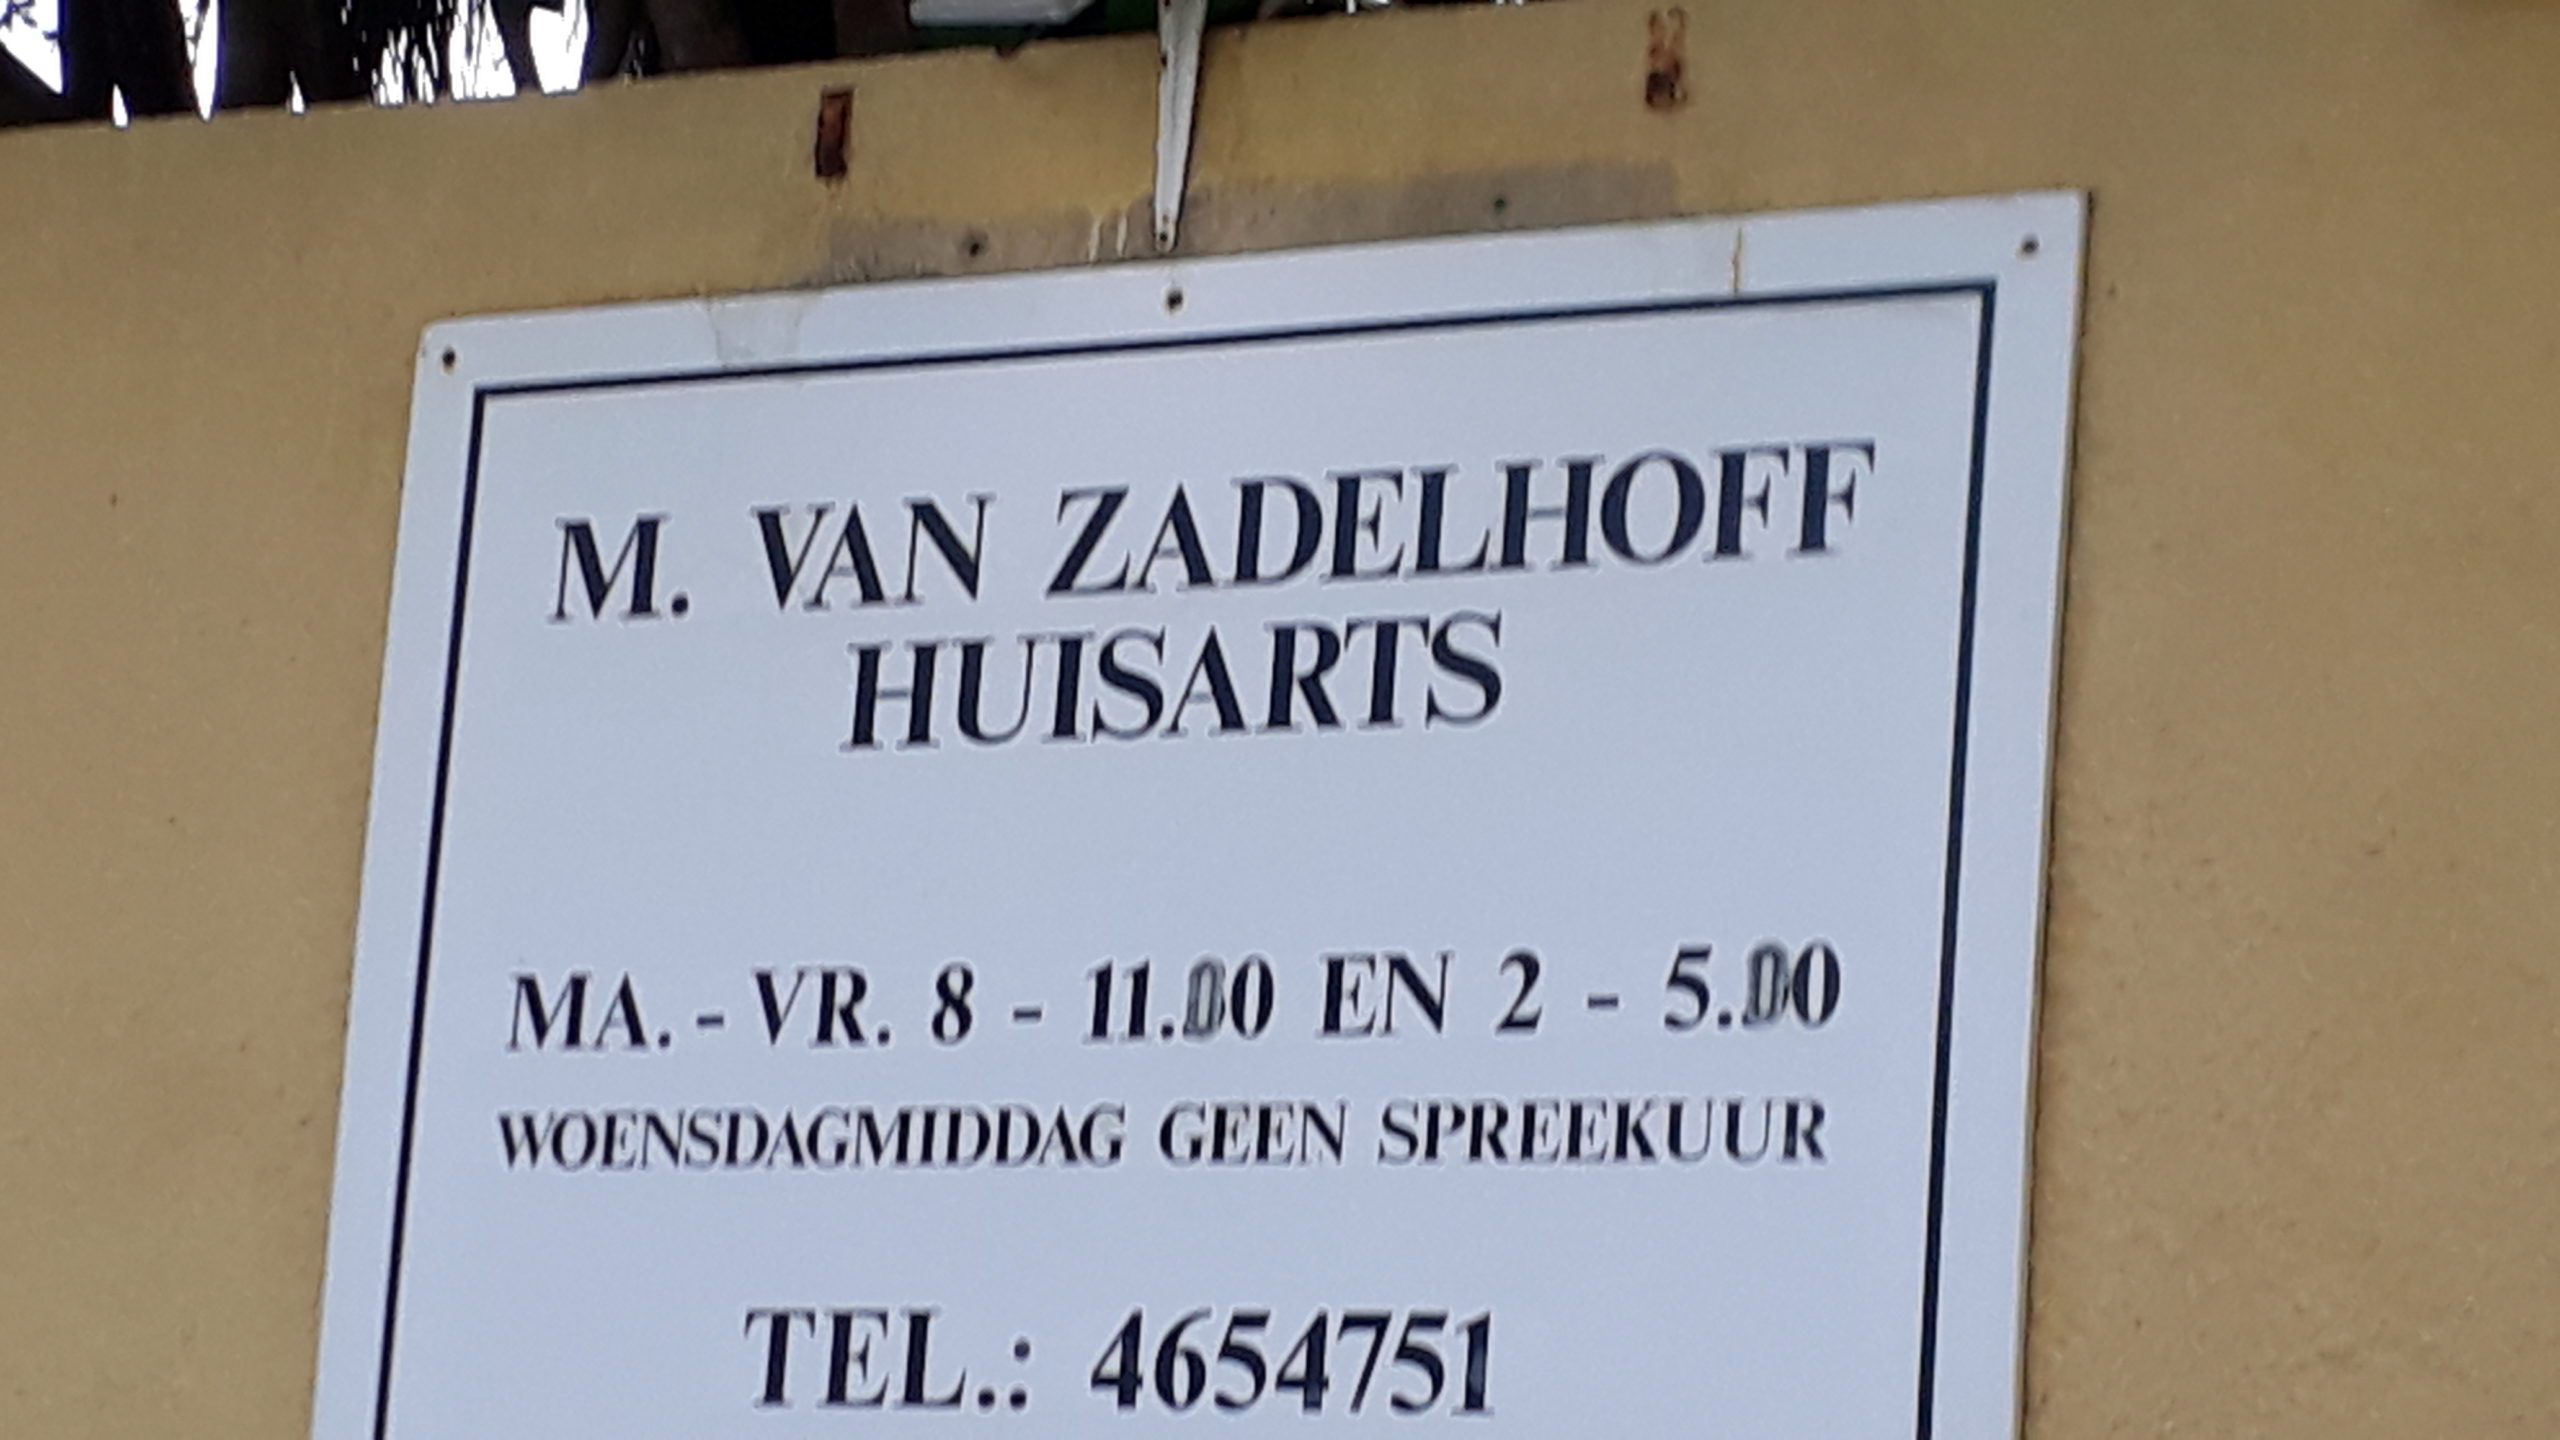 M. VAN ZADELHOFF
HUISARTS
MA.- VR. 8 - 11.00 EN 2 - 5.00
WOENSDAGMIDDAG GEEN SPREEKUUR
TEL.: 4654751